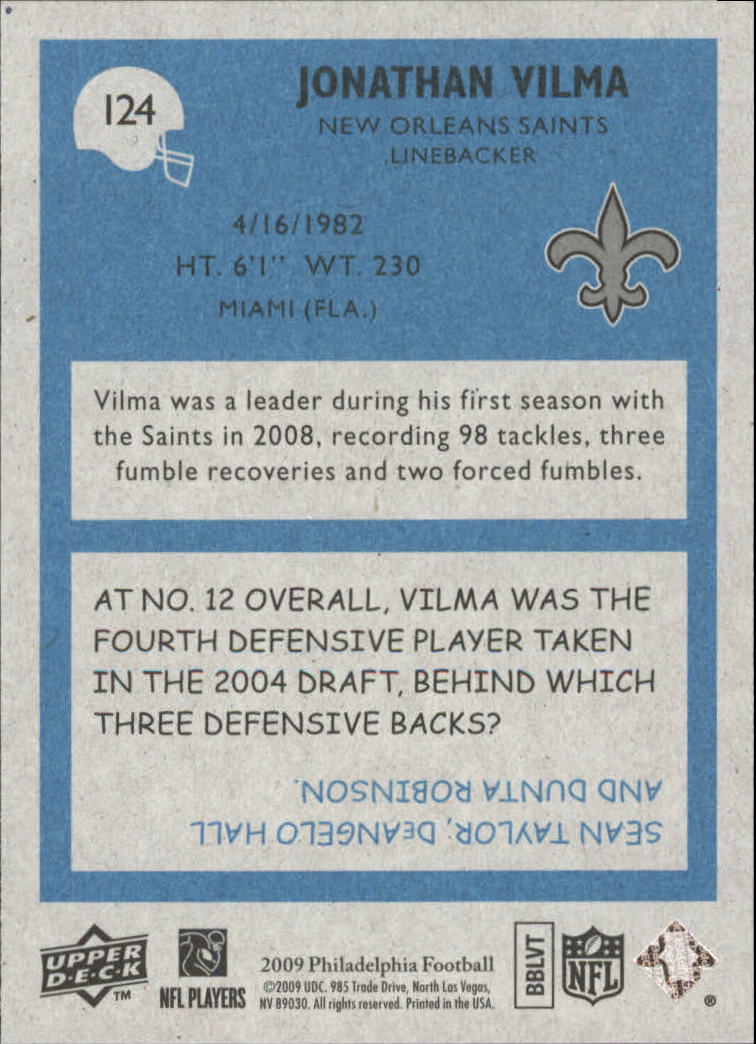 124
JONATHAN VILMA
NEW ORLEANS SAINTS
LINEBACKER
4/16/1982
HT. 6'1" WT. 230
MIAMI (FLA.)
Vilma was a leader during his first season with
the Saints in 2008, recording 98 tackles, three
fumble recoveries and two forced fumbles.
AT NO. 12 OVERALL, VILMA WAS THE
FOURTH DEFENSIVE PLAYER TAKEN
IN THE 2004 DRAFT, BEHIND WHICH
THREE DEFENSIVE BACKS?
SEAN TAYLOR, DEANGELO HALL
AND DUNTA ROBINSON.
UPPER
D·E·C·K
TM
NFL PLAYERS
2009 Philadelphia Football
©2009 UDC. 985 Trade Drive, North Las Vegas,
NV 89030. All rights reserved. Printed in the USA.
BBLVT
NFL
®